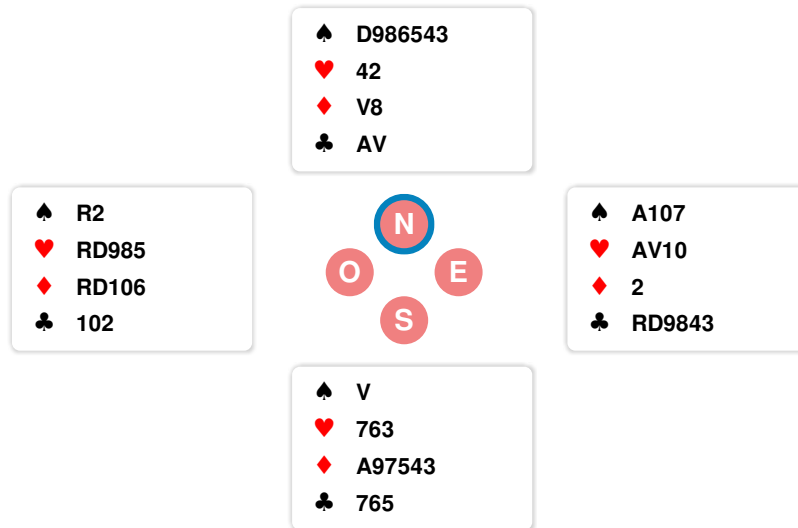 ♠ D986543
♥ 42
♦ V8
♣ AV
♠ R2
♥ RD985
♦ RD106
♣ 102
N
O
E
S
♠ A107
♥ AV10
♦ 2
♣ RD9843
♠ V
♥ 763
♦ A97543
♣ 765